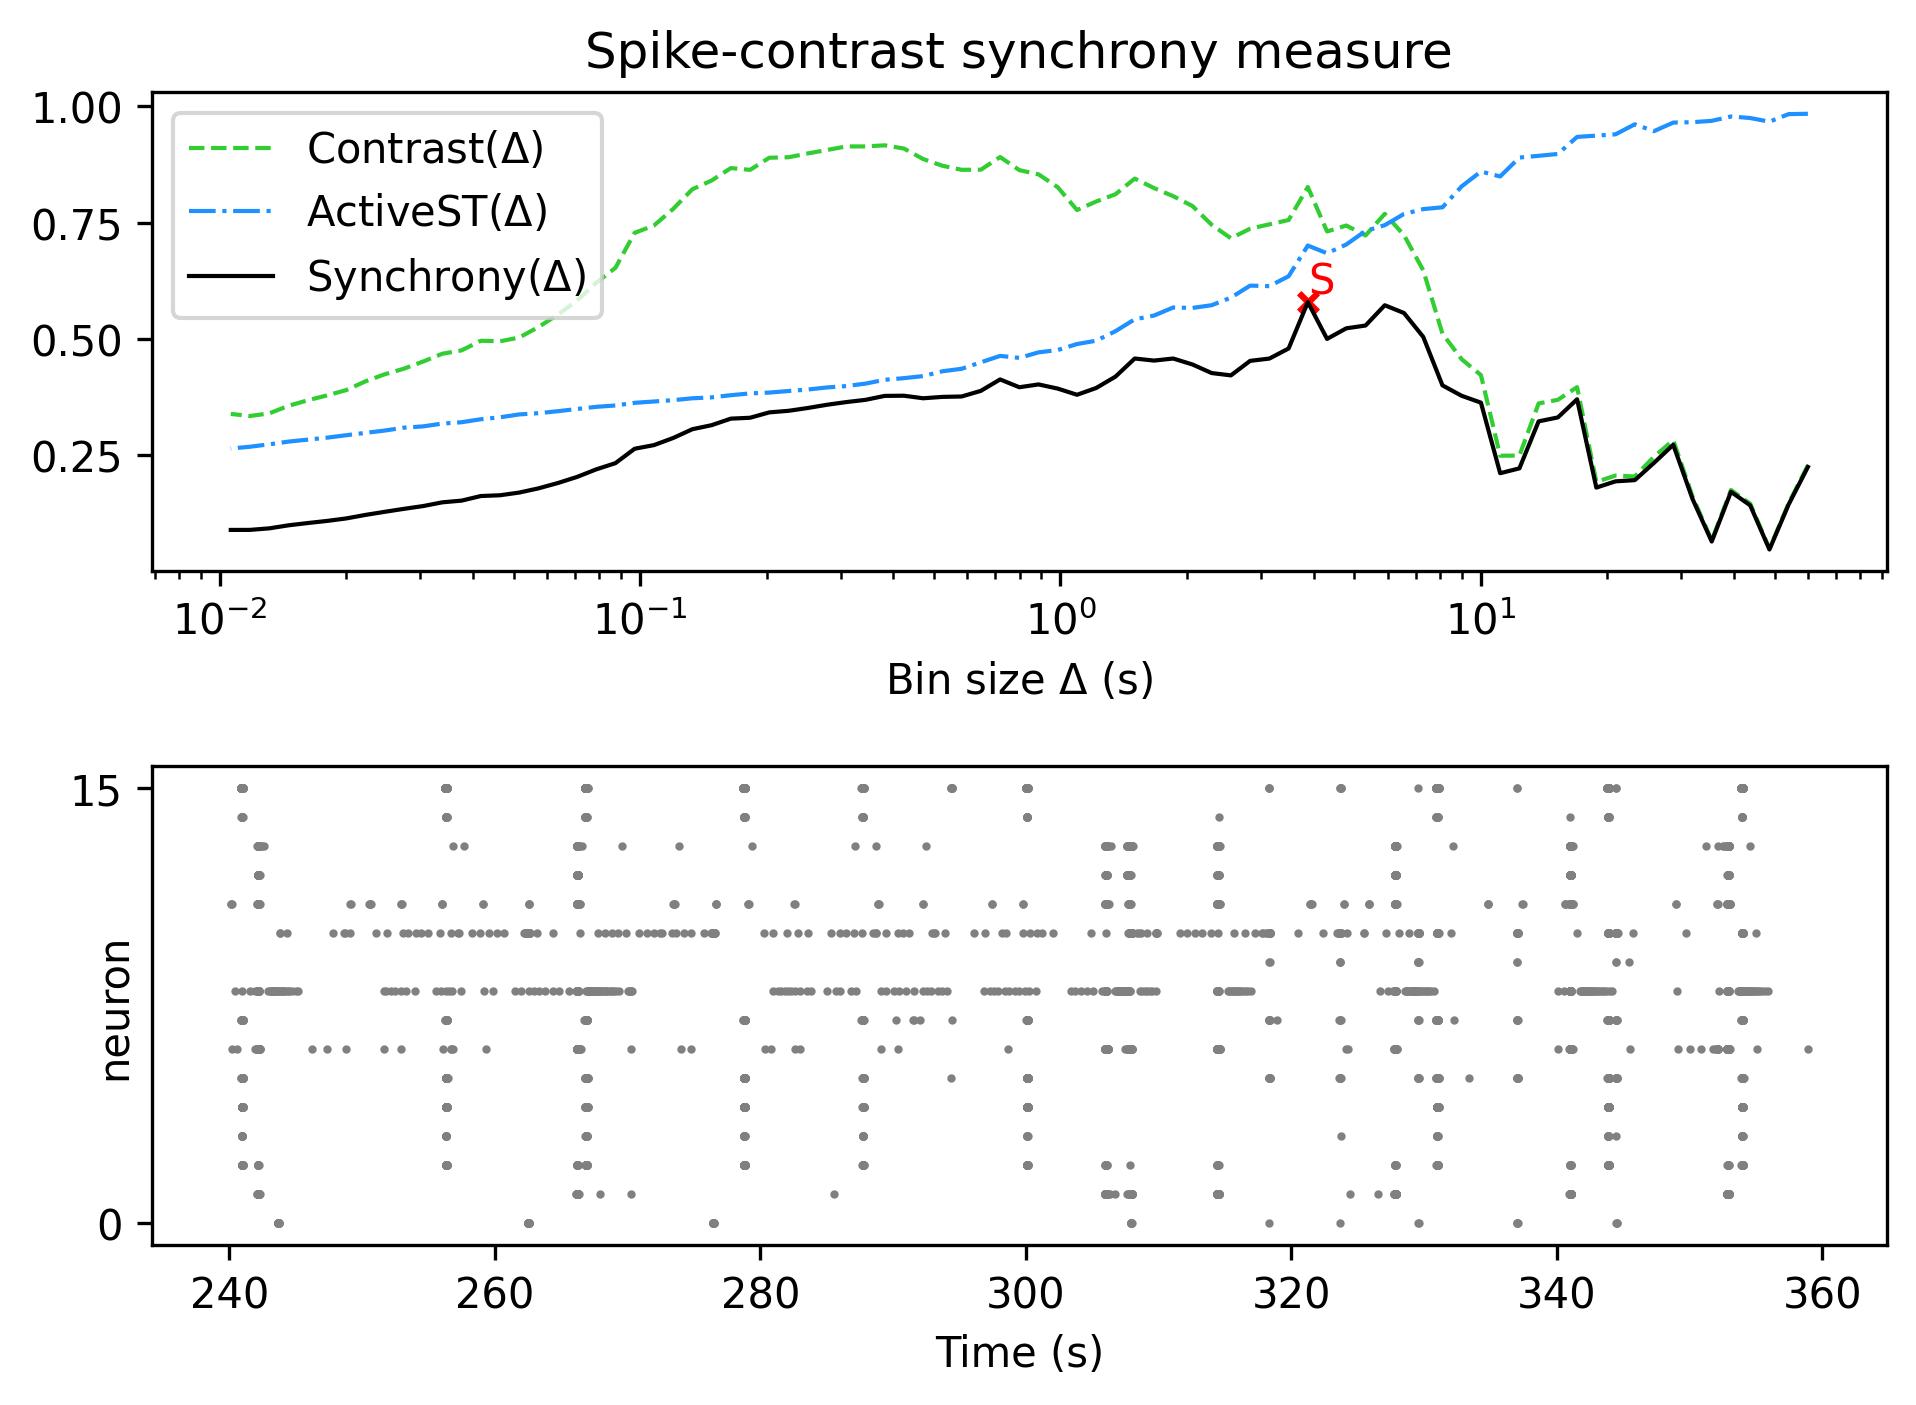 Spike-contrast synchrony measure
1.00
0.75
0.50
0.25
Contrast(Δ)
ActiveST(Δ)
Synchrony(Δ)
S
10⁻² 10⁻¹ 10⁰ 10¹
Bin size Δ (s)
15
neuron
0
240 260 280 300 320 340 360
Time (s)